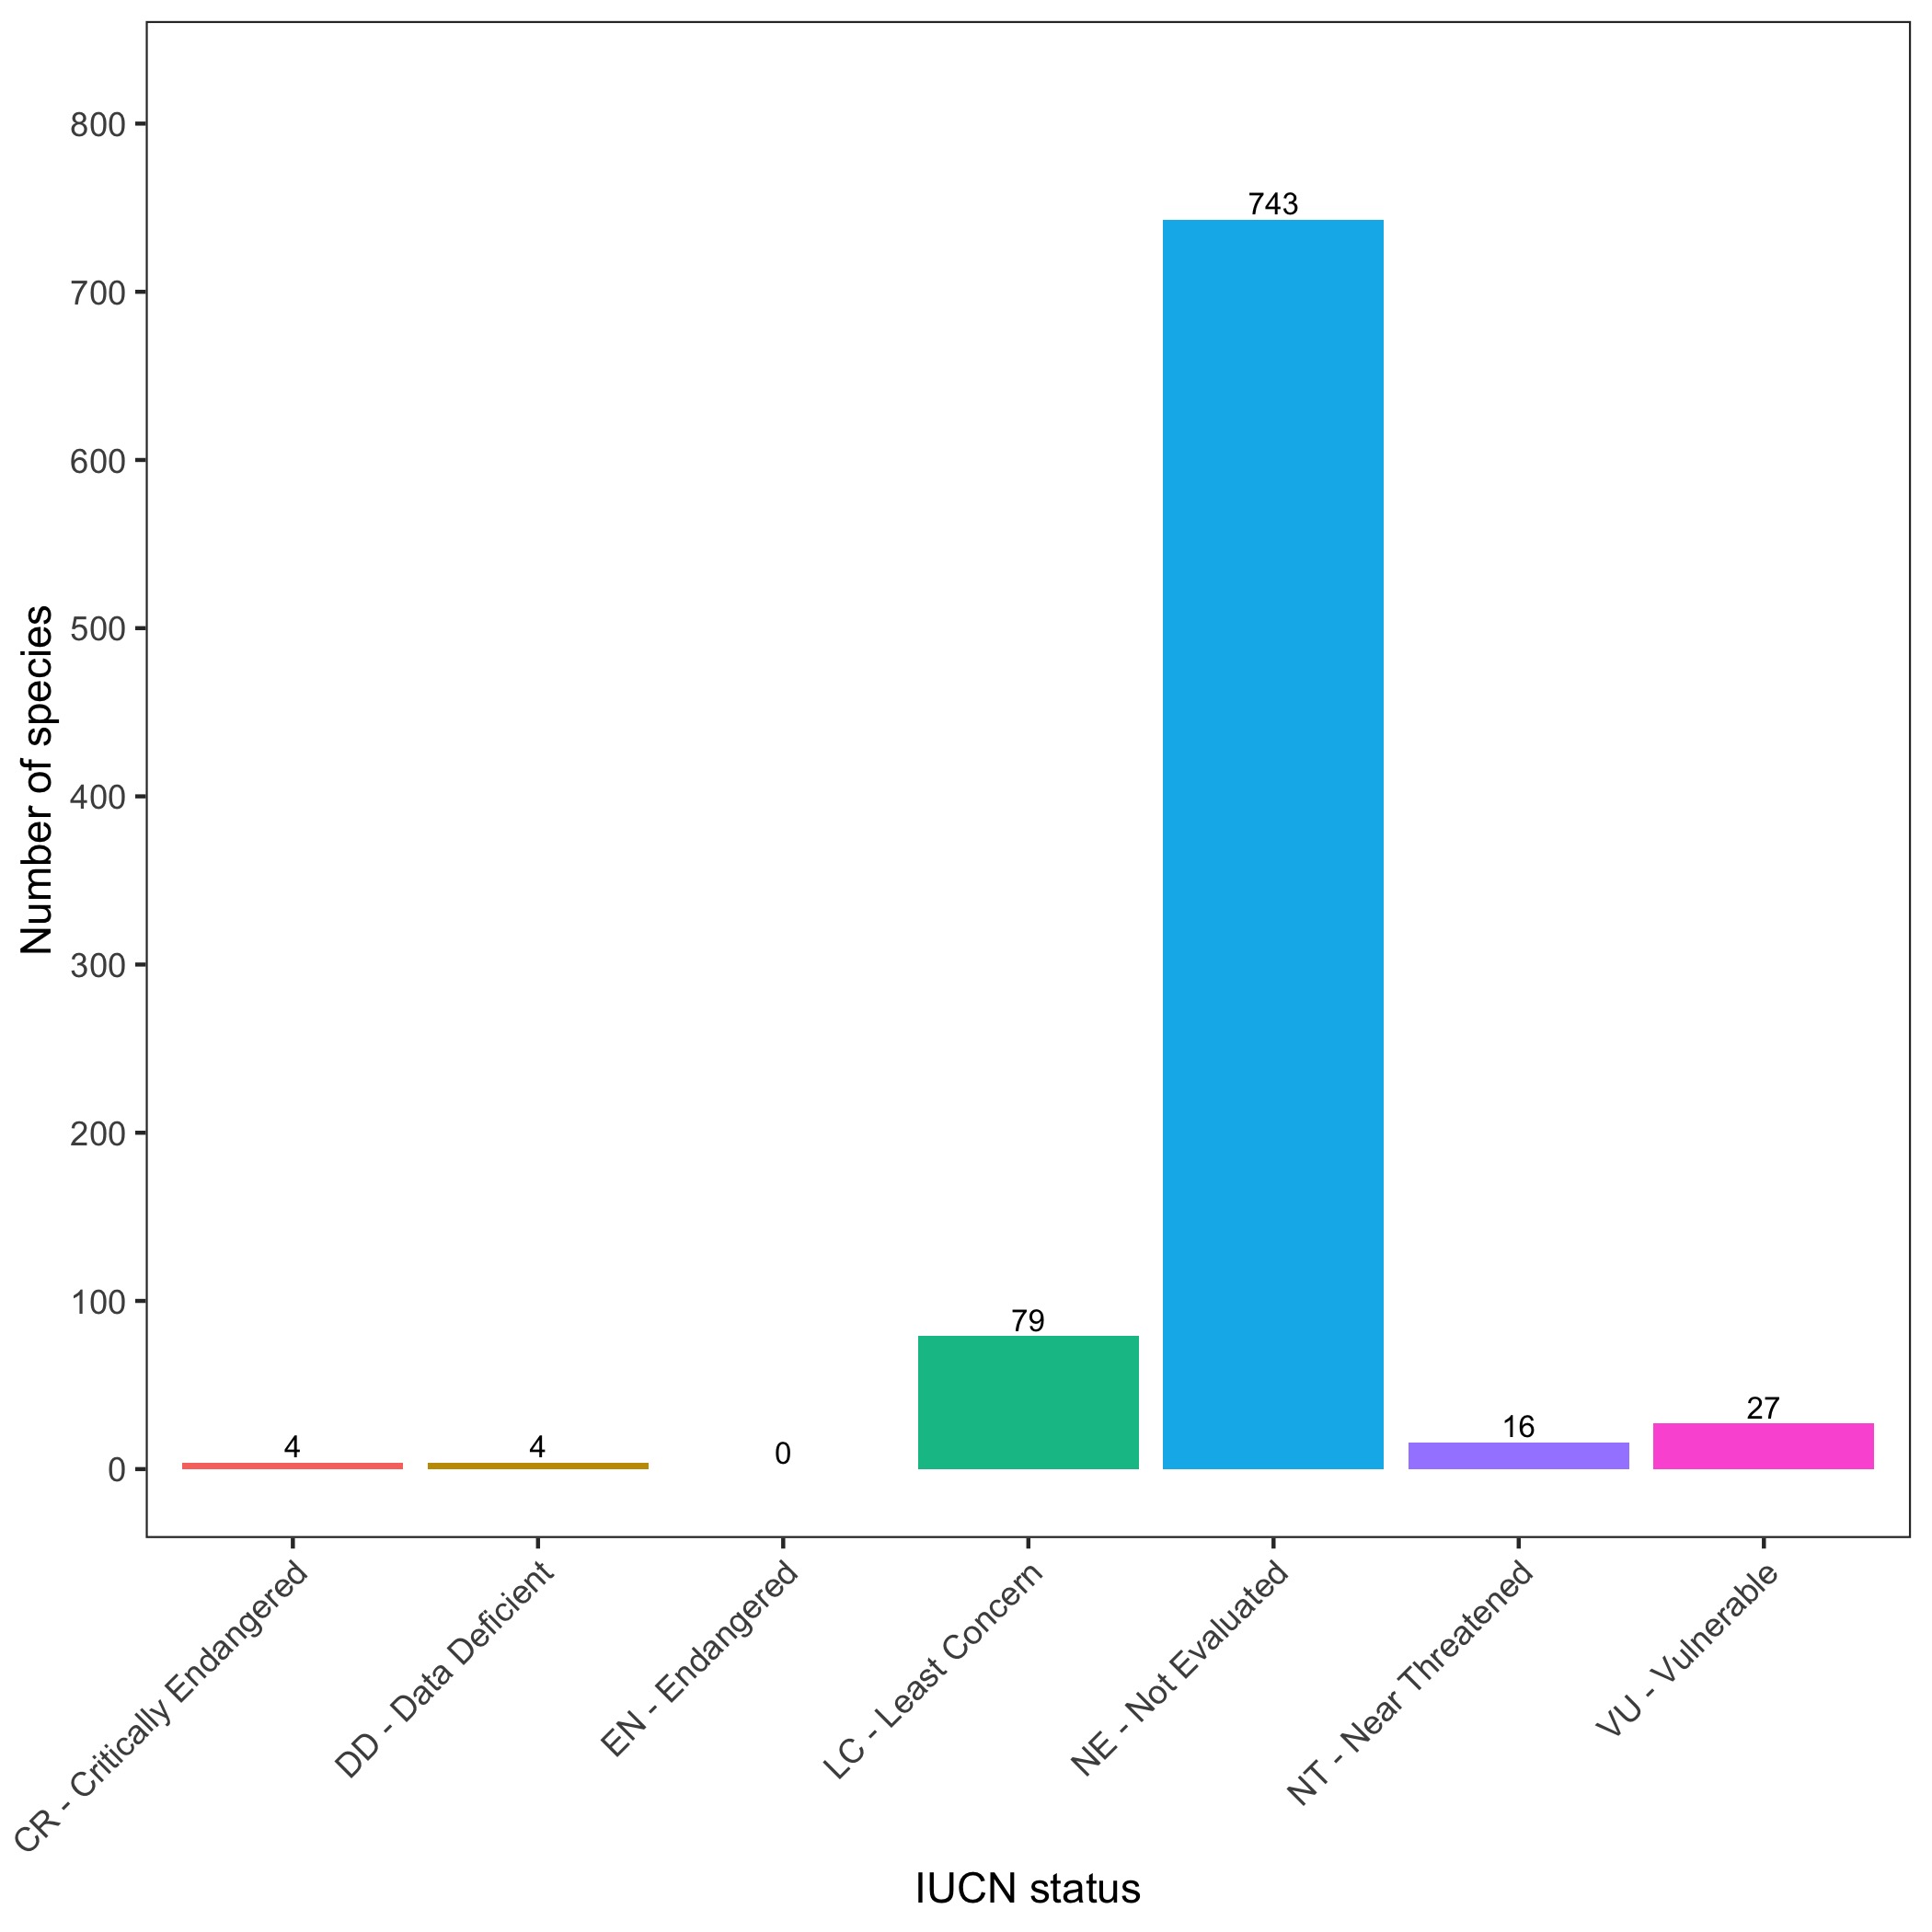 800
700
600
500
400
300
200
100
0
Number of species
4
4
0
79
743
16
27
CR - Critically Endangered
DD - Data Deficient
EN - Endangered
LC - Least Concern
NE - Not Evaluated
NT - Near Threatened
VU - Vulnerable
IUCN status